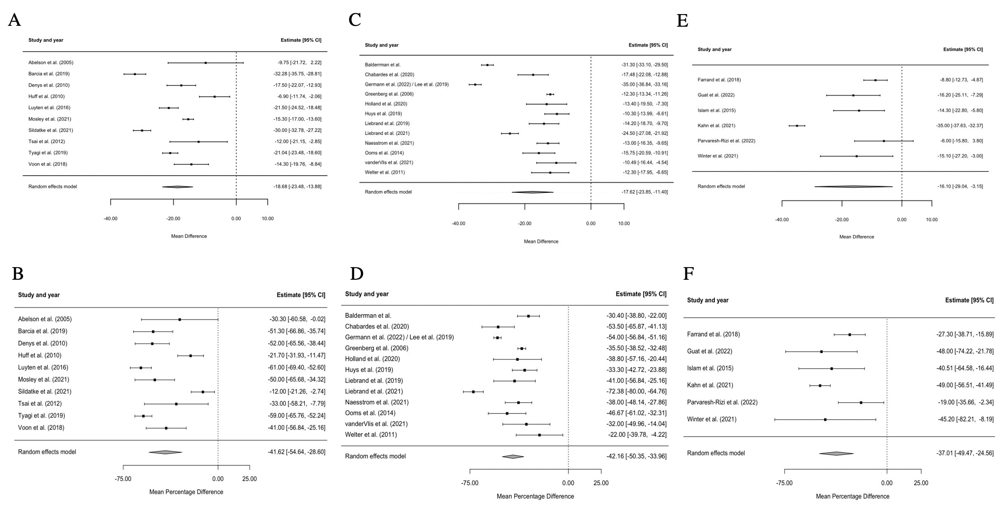 A
Study and year Estimate [95% CI]
Abelson et al. (2005) -9.75 [-21.72, 2.22]
Barcia et al. (2019) -32.28 [-35.75, -28.81]
Denys et al. (2010) -17.50 [-22.07, -12.93]
Huff et al. (2010) -6.90 [-11.74, -2.06]
Luyten et al. (2016) -21.50 [-24.52, -18.48]
Mosley et al. (2021) -15.30 [-17.00, -13.60]
Sildatke et al. (2021) -30.00 [-32.78, -27.22]
Tsai et al. (2012) -12.00 [-21.15, -2.85]
Tyagi et al. (2019) -21.04 [-23.48, -18.60]
Voon et al. (2018) -14.30 [-19.76, -8.84]
Random effects model -18.68 [-23.48, -13.88]
-40.00 -20.00 0.00 10.00
Mean Difference
C
Study and year Estimate [95% CI]
Balderrman et al. -31.30 [-33.10, -29.50]
Chabardes et al. (2020) -17.48 [-22.08, -12.88]
Germann et al. (2022) / Lee et al. (2019) -35.00 [-36.84, -33.16]
Greenberg et al. (2006) -12.30 [-13.34, -11.26]
Holland et al. (2020) -13.40 [-19.50, -7.30]
Huys et al. (2019) -10.30 [-13.99, -6.61]
Liebrand et al. (2019) -14.20 [-18.70, -9.70]
Liebrand et al. (2021) -24.50 [-27.08, -21.92]
Naesstrom et al. (2021) -13.00 [-16.35, -9.65]
Ooms et al. (2014) -15.75 [-20.59, -10.91]
vanderVlis et al. (2021) -10.49 [-16.44, -4.54]
Welter et al. (2011) -12.30 [-17.95, -6.65]
Random effects model -17.62 [-23.85, -11.40]
-40.00 -20.00 0.00 10.00
Mean Difference
E
Study and year Estimate [95% CI]
Farrand et al. (2018) -8.80 [-12.73, -4.87]
Guat et al. (2022) -16.20 [-25.11, -7.29]
Islam et al. (2015) -14.30 [-22.80, -5.80]
Kahn et al. (2021) -35.00 [-37.63, -32.37]
Parvaresh-Rizi et al. (2022) -6.00 [-15.80, 3.80]
Winter et al. (2021) -15.10 [-27.20, -3.00]
Random effects model -16.10 [-29.04, -3.15]
-40.00 -20.00 0.00 10.00
Mean Difference
B
Study and year Estimate [95% CI]
Abelson et al. (2005) -30.30 [-60.58, -0.02]
Barcia et al. (2019) -51.30 [-66.86, -35.74]
Denys et al. (2010) -52.00 [-65.56, -38.44]
Huff et al. (2010) -21.70 [-31.93, -11.47]
Luyten et al. (2016) -61.00 [-69.40, -52.60]
Mosley et al. (2021) -50.00 [-65.68, -34.32]
Sildatke et al. (2021) -12.00 [-21.26, -2.74]
Tsai et al. (2012) -33.00 [-58.21, -7.79]
Tyagi et al. (2019) -59.00 [-65.76, -52.24]
Voon et al. (2018) -41.00 [-56.84, -25.16]
Random effects model -41.62 [-54.64, -28.60]
-75.00 0.00 25.00
Mean Percentage Difference
D
Study and year Estimate [95% CI]
Balderrman et al. -30.40 [-38.80, -22.00]
Chabardes et al. (2020) -53.50 [-65.87, -41.13]
Germann et al. (2022) / Lee et al. (2019) -54.00 [-56.84, -51.16]
Greenberg et al. (2006) -35.50 [-38.52, -32.48]
Holland et al. (2020) -38.80 [-57.16, -20.44]
Huys et al. (2019) -33.30 [-42.72, -23.88]
Liebrand et al. (2019) -41.00 [-56.84, -25.16]
Liebrand et al. (2021) -72.38 [-80.00, -64.76]
Naesstrom et al. (2021) -38.00 [-48.14, -27.86]
Ooms et al. (2014) -46.67 [-61.02, -32.31]
vanderVlis et al. (2021) -32.00 [-49.96, -14.04]
Welter et al. (2011) -22.00 [-39.78, -4.22]
Random effects model -42.16 [-50.35, -33.96]
-75.00 0.00 25.00
Mean Percentage Difference
F
Study and year Estimate [95% CI]
Farrand et al. (2018) -27.30 [-38.71, -15.89]
Guat et al. (2022) -48.00 [-74.22, -21.78]
Islam et al. (2015) -40.51 [-64.58, -16.44]
Kahn et al. (2021) -49.00 [-56.51, -41.49]
Parvaresh-Rizi et al. (2022) -19.00 [-35.66, -2.34]
Winter et al. (2021) -45.20 [-82.21, -8.19]
Random effects model -37.01 [-49.47, -24.56]
-75.00 0.00 25.00
Mean Percentage Difference